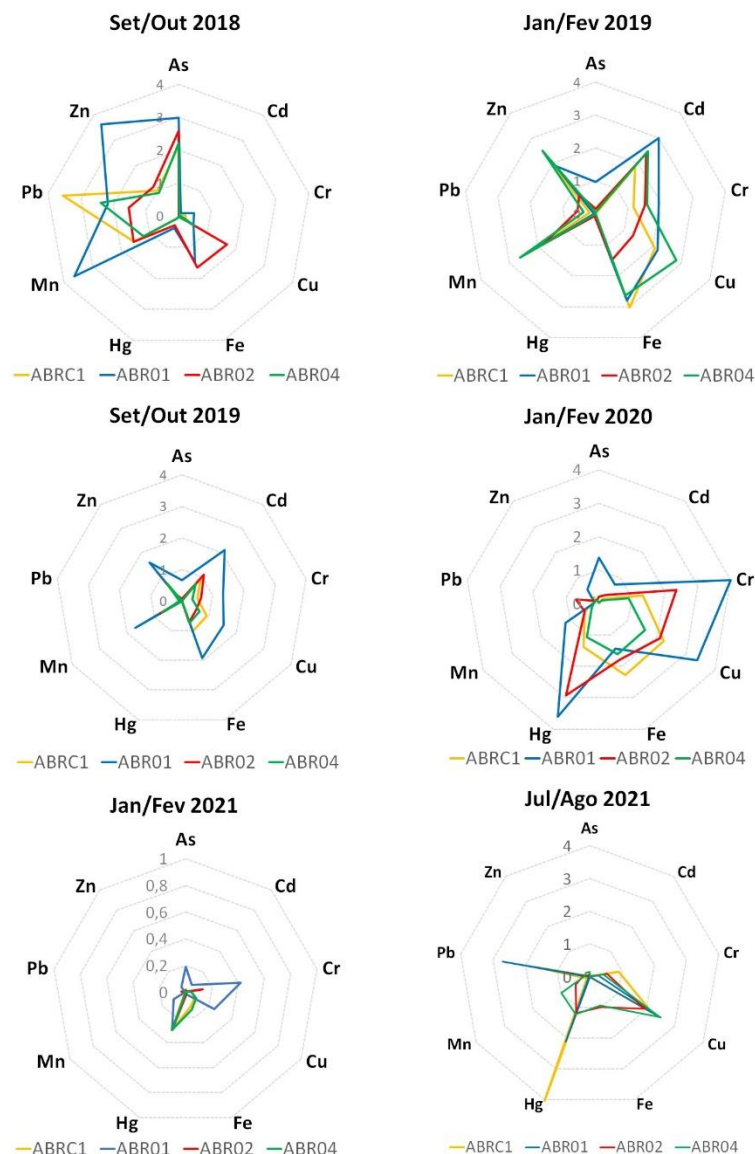 Set/Out 2018
As
Cd
Cr
Cu
Fe
Hg
Mn
Pb
Zn
4
3
2
1
0
ABRC1 ABR01 ABR02 ABR04
Jan/Fev 2019
As
Cd
Cr
Cu
Fe
Hg
Mn
Pb
Zn
4
3
2
1
0
ABRC1 ABR01 ABR02 ABR04
Set/Out 2019
As
Cd
Cr
Cu
Fe
Hg
Mn
Pb
Zn
4
3
2
1
0
ABRC1 ABR01 ABR02 ABR04
Jan/Fev 2020
As
Cd
Cr
Cu
Fe
Hg
Mn
Pb
Zn
4
3
2
1
0
ABRC1 ABR01 ABR02 ABR04
Jan/Fev 2021
As
Cd
Cr
Cu
Fe
Hg
Mn
Pb
Zn
1
0,8
0,6
0,4
0,2
0
ABRC1 ABR01 ABR02 ABR04
Jul/Ago 2021
As
Cd
Cr
Cu
Fe
Hg
Mn
Pb
Zn
4
3
2
1
0
ABRC1 ABR01 ABR02 ABR04